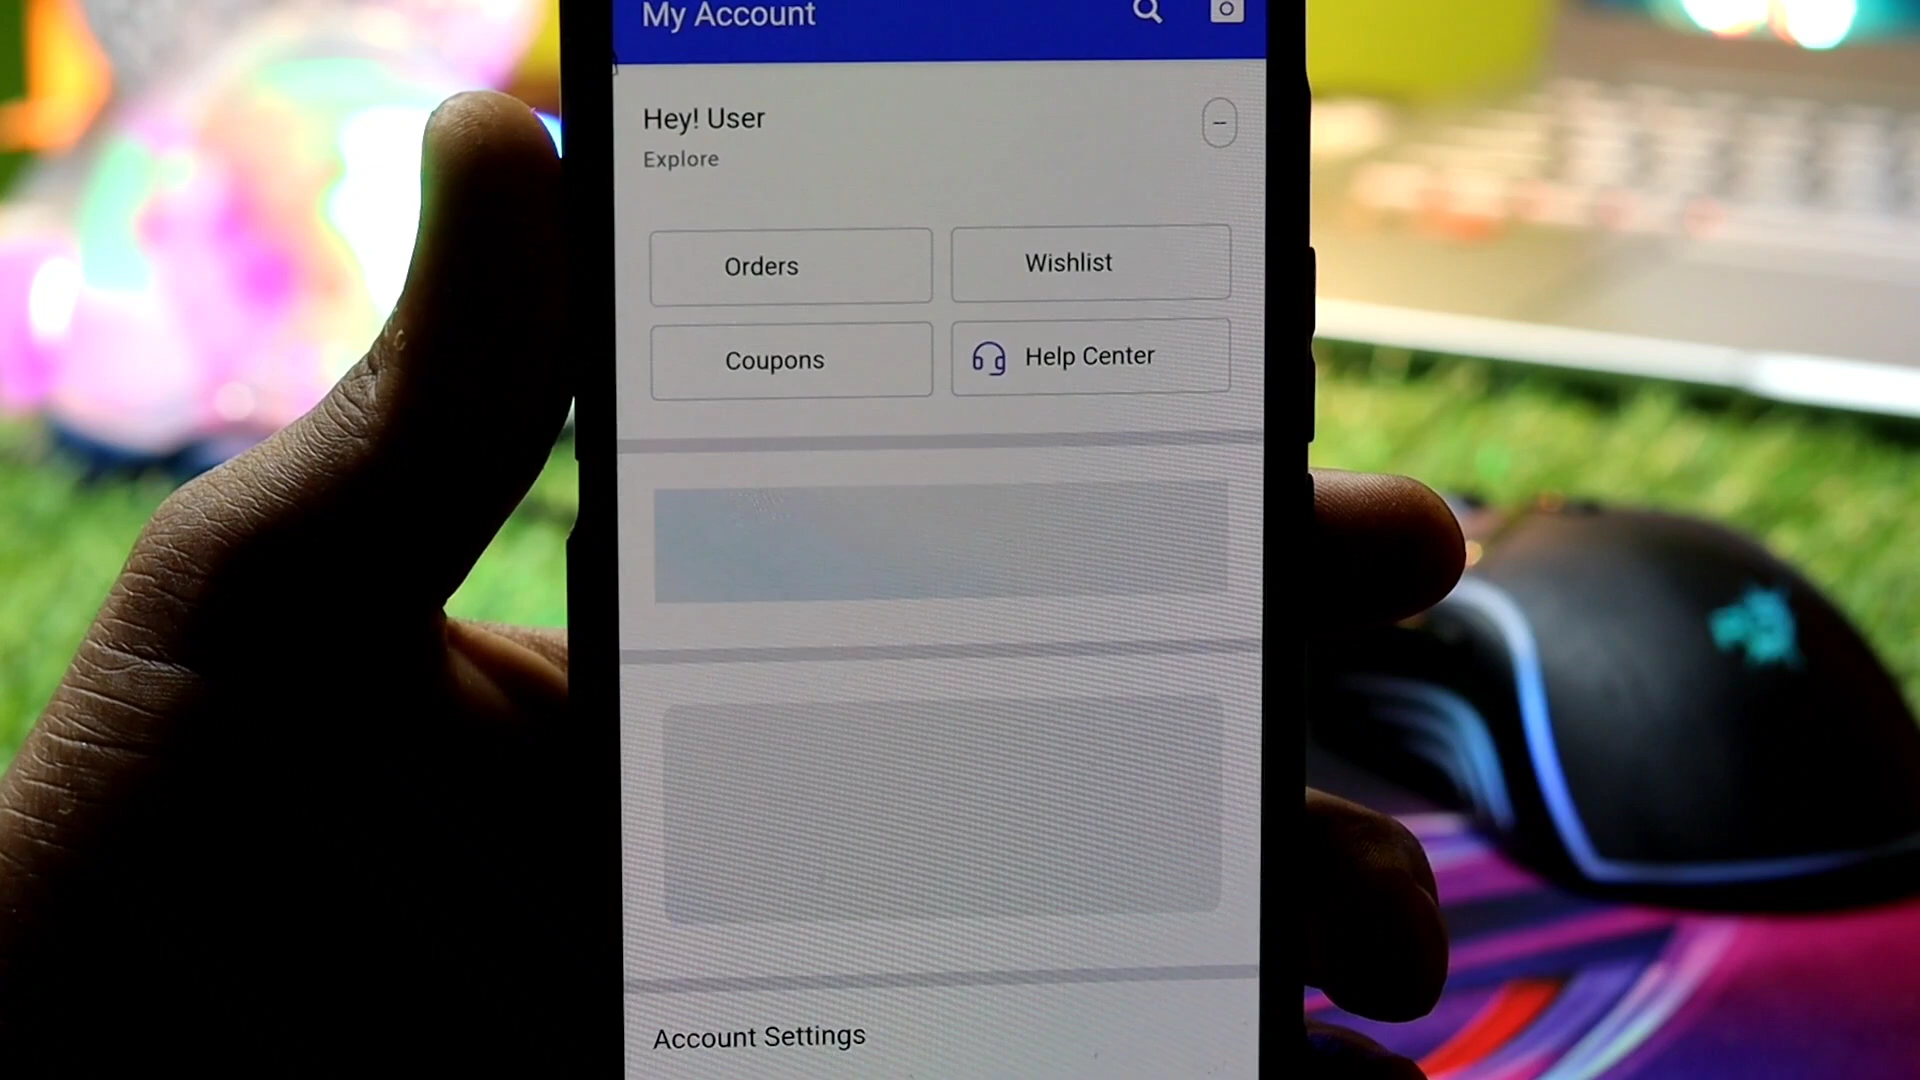 My Account
Hey! User
Explore
Orders
Wishlist
Coupons
Help Center
Account Settings